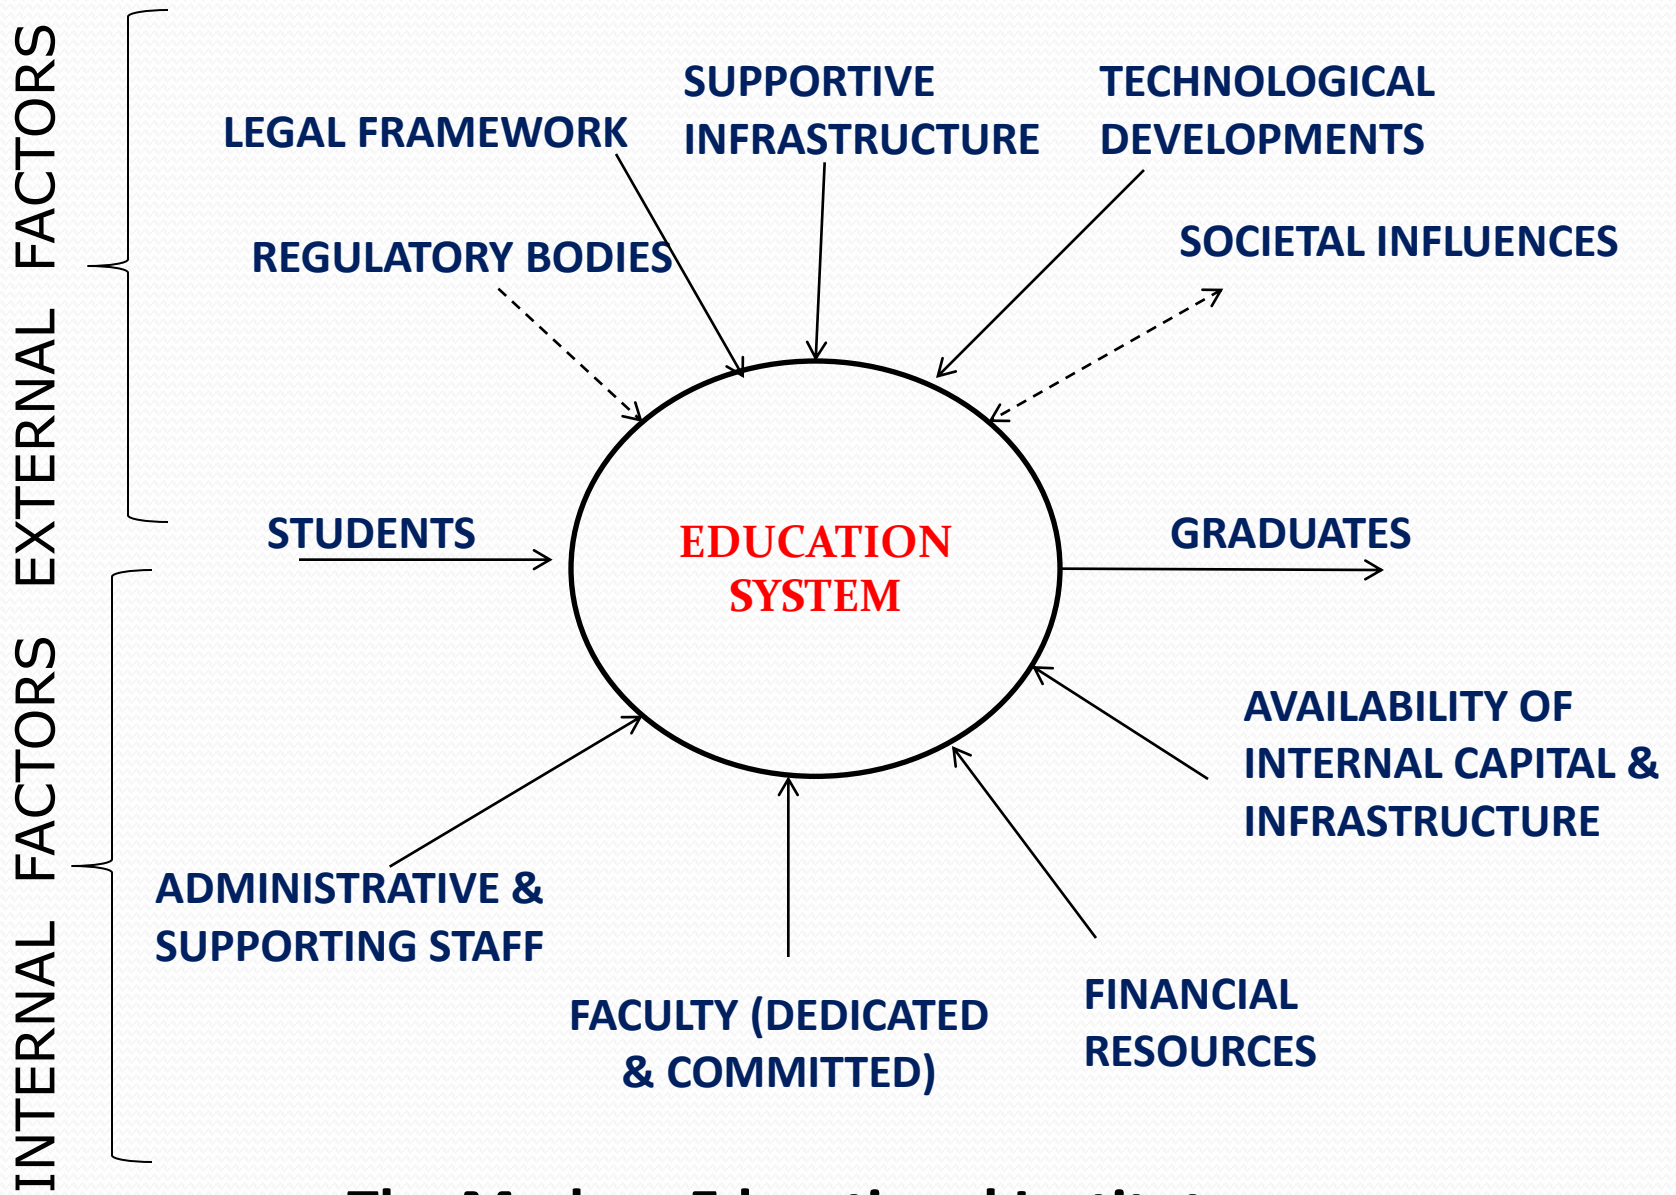 EXTERNAL FACTORS
INTERNAL FACTORS
SUPPORTIVE
INFRASTRUCTURE
TECHNOLOGICAL
DEVELOPMENTS
LEGAL FRAMEWORK
REGULATORY BODIES
SOCIETAL INFLUENCES
STUDENTS
EDUCATION
SYSTEM
GRADUATES
AVAILABILITY OF
INTERNAL CAPITAL &
INFRASTRUCTURE
ADMINISTRATIVE &
SUPPORTING STAFF
FACULTY (DEDICATED
& COMMITTED)
FINANCIAL
RESOURCES